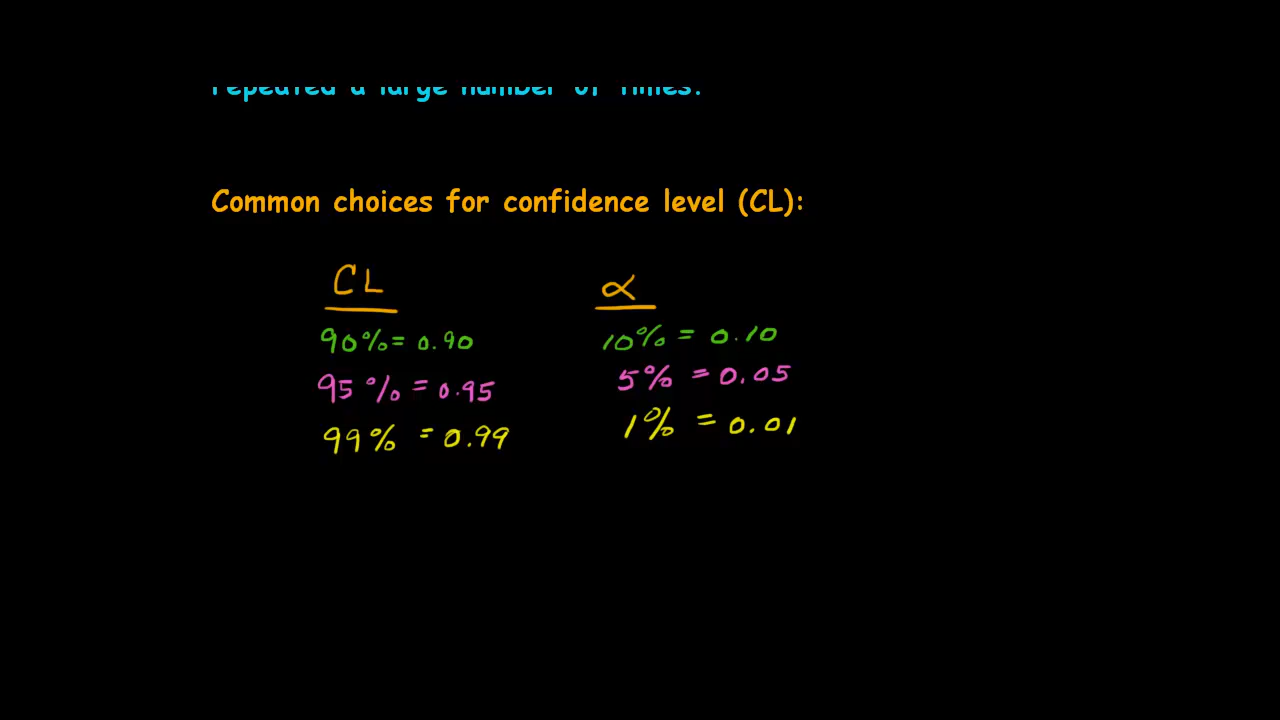 repeated a large number of times.
Common choices for confidence level (CL):
CL α
90% = 0.90 10% = 0.10
95% = 0.95 5% = 0.05
99% = 0.99 1% = 0.01